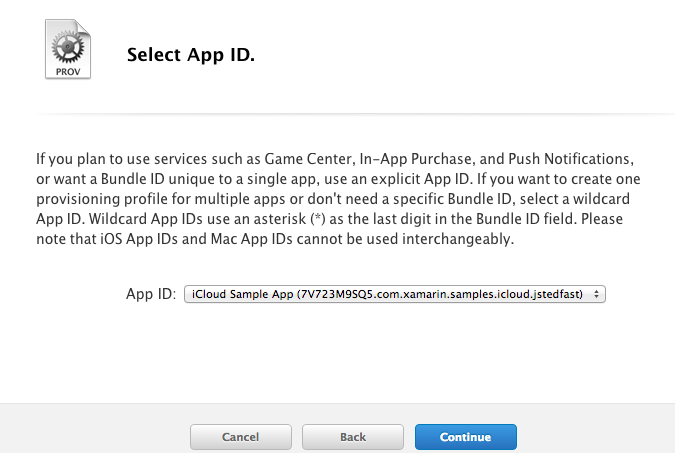 PROV
Select App ID.
If you plan to use services such as Game Center, In-App Purchase, and Push Notifications,
or want a Bundle ID unique to a single app, use an explicit App ID. If you want to create one
provisioning profile for multiple apps or don't need a specific Bundle ID, select a wildcard
App ID. Wildcard App IDs use an asterisk (*) as the last digit in the Bundle ID field. Please
note that iOS App IDs and Mac App IDs cannot be used interchangeably.
App ID: iCloud Sample App (7V723M9SQ5.com.xamarin.samples.icloud.jstedfast)
Cancel Back Continue